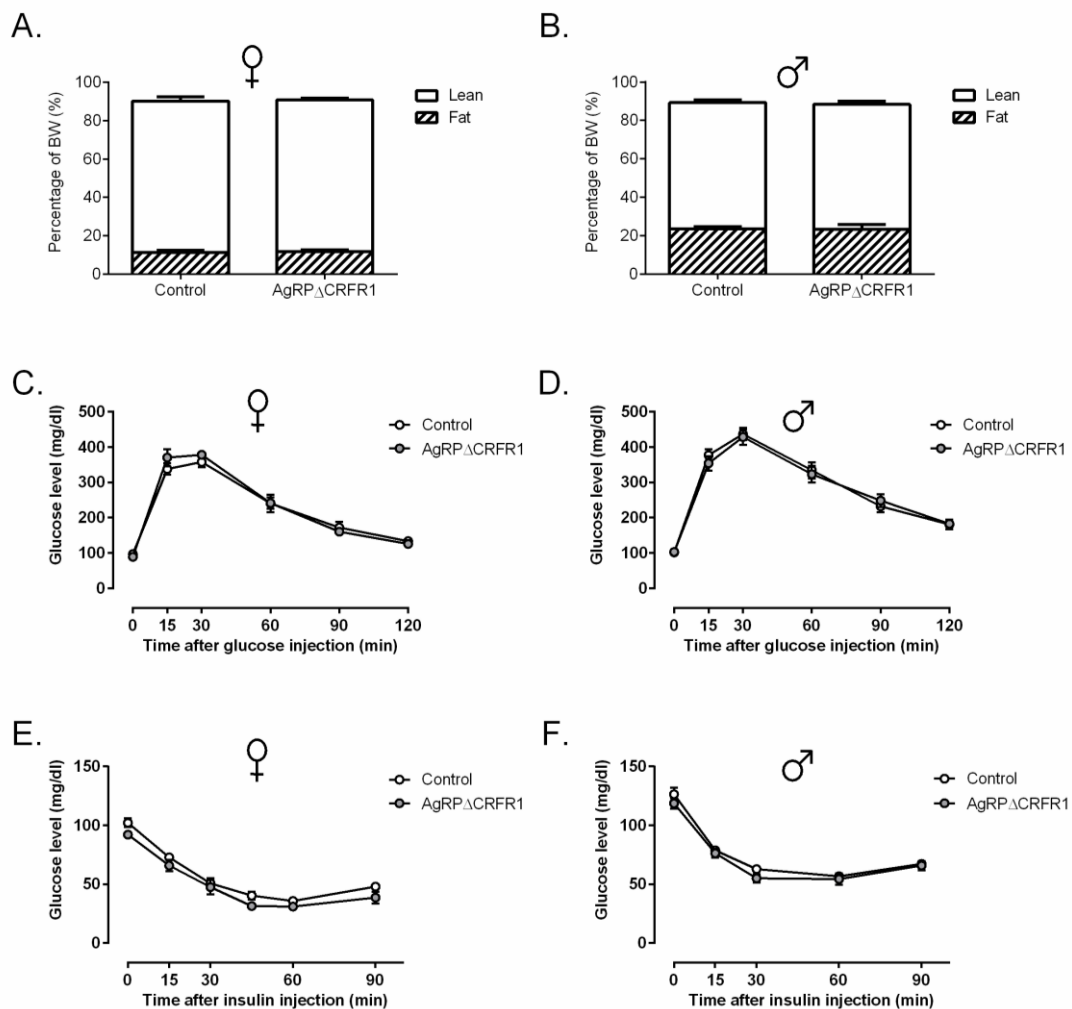 A.
♀
Percentage of BW (%)
100
80
60
40
20
0
Control
AgRPΔCRFR1
Lean
Fat
B.
♂
Percentage of BW (%)
100
80
60
40
20
0
Control
AgRPΔCRFR1
Lean
Fat
C.
♀
Glucose level (mg/dl)
500
400
300
200
100
0
0 15 30 60 90 120
Time after glucose injection (min)
Control
AgRPΔCRFR1
D.
♂
Glucose level (mg/dl)
500
400
300
200
100
0
0 15 30 60 90 120
Time after glucose injection (min)
Control
AgRPΔCRFR1
E.
♀
Glucose level (mg/dl)
150
100
50
0
0 15 30 45 60 90
Time after insulin injection (min)
Control
AgRPΔCRFR1
F.
♂
Glucose level (mg/dl)
150
100
50
0
0 15 30 60 90
Time after insulin injection (min)
Control
AgRPΔCRFR1